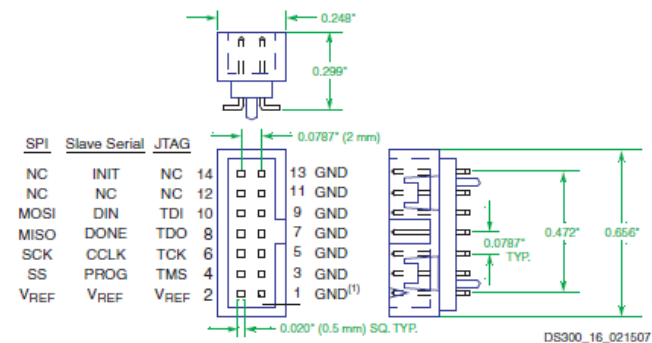 0.248"
0.299"
0.0787" (2 mm)
SPI Slave Serial JTAG
NC INIT NC 14 13 GND
NC NC NC 12 11 GND
MOSI DIN TDI 10 9 GND
MISO DONE TDO 8 7 GND
SCK CCLK TCK 6 5 GND
SS PROG TMS 4 3 GND
VREF VREF VREF 2 1 GND(1)
0.0787"
TYP.
0.472"
0.656"
0.020" (0.5 mm) SQ. TYP.
DS300_16_021507